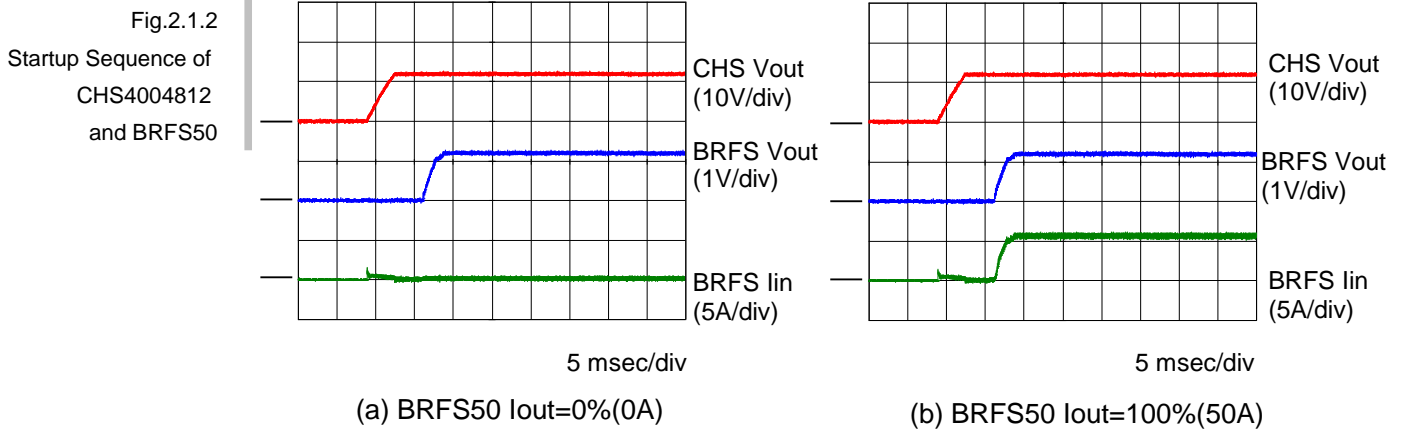 Fig.2.1.2
Startup Sequence of
CHS4004812
and BRFS50
CHS Vout
(10V/div)
BRFS Vout
(1V/div)
BRFS Iin
(5A/div)
5 msec/div
(a) BRFS50 Iout=0%(0A)
CHS Vout
(10V/div)
BRFS Vout
(1V/div)
BRFS Iin
(5A/div)
5 msec/div
(b) BRFS50 Iout=100%(50A)